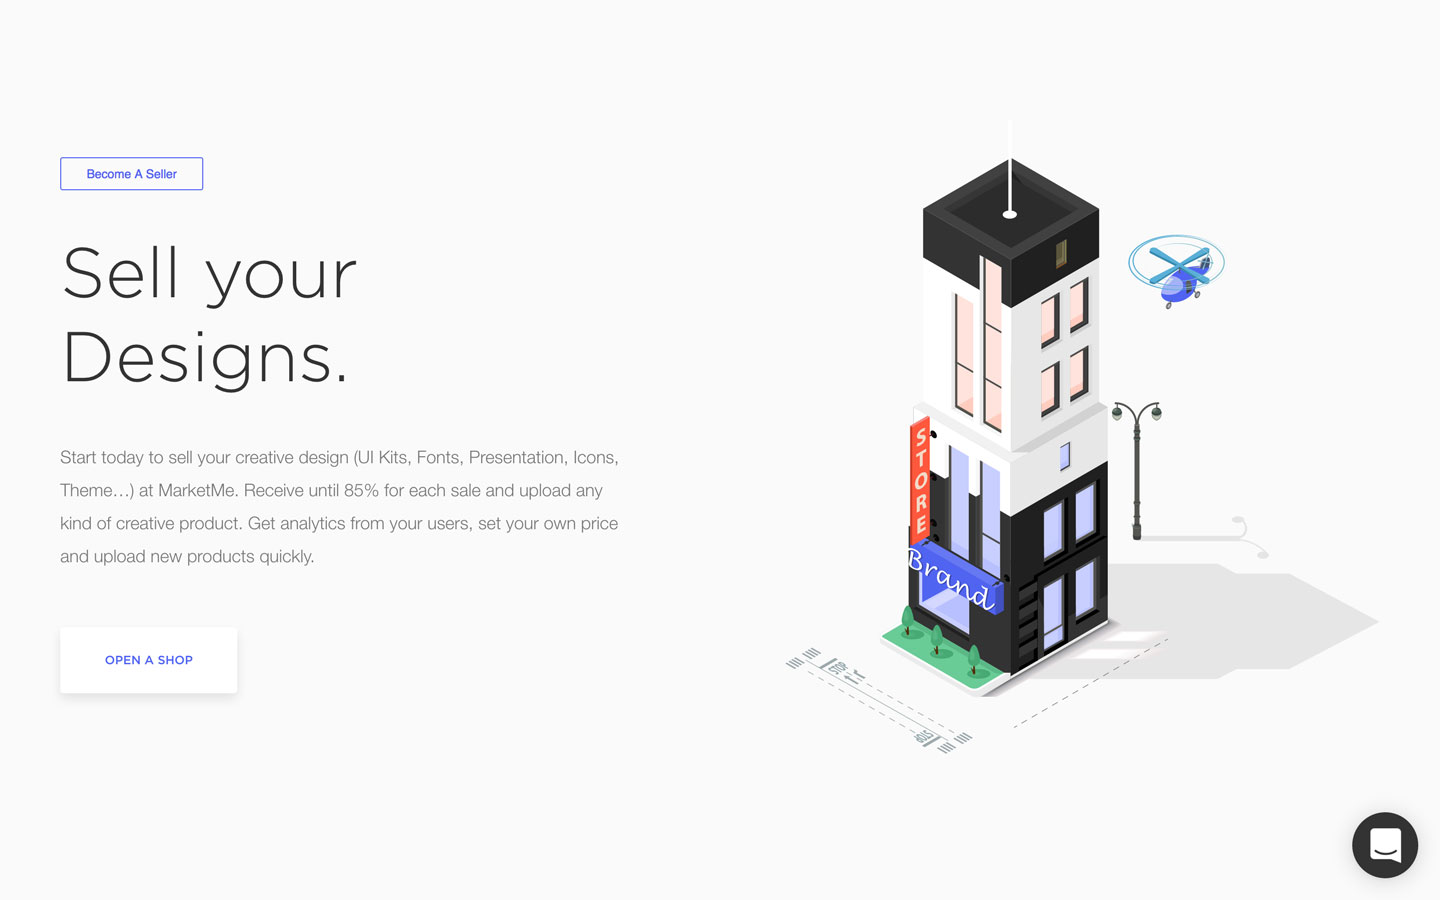 Become A Seller
Sell your
Designs.
Start today to sell your creative design (UI Kits, Fonts, Presentation, Icons,
Theme...) at MarketMe. Receive until 85% for each sale and upload any
kind of creative product. Get analytics from your users, set your own price
and upload new products quickly.
OPEN A SHOP
STORE
Brand
STOP
STOP